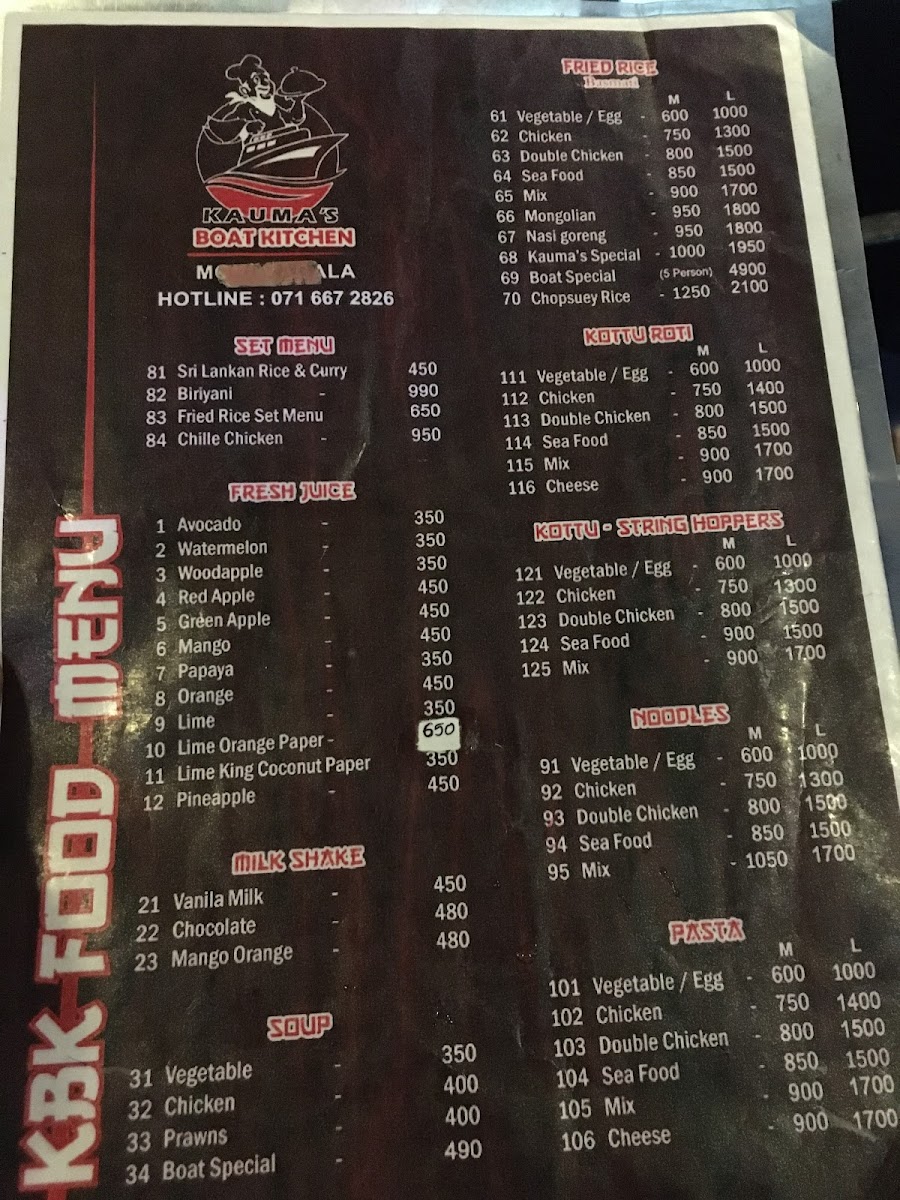 KBK FOOD MENU
KAUMA'S
BOAT KITCHEN
HOTLINE : 071 667 2826
SET MENU
81 Sri Lankan Rice & Curry 450
82 Biriyani - 990
83 Fried Rice Set Menu 650
84 Chille Chicken - 950
FRESH JUICE
1 Avocado - 350
2 Watermelon - 350
3 Woodapple - 350
4 Red Apple - 450
5 Green Apple - 450
6 Mango - 450
7 Papaya - 350
8 Orange - 450
9 Lime - 350
10 Lime Orange Paper - 650
11 Lime King Coconut Paper 350
12 Pineapple - 450
MILK SHAKE
21 Vanila Milk - 450
22 Chocolate - 480
23 Mango Orange - 480
SOUP
31 Vegetable - 350
32 Chicken - 400
33 Prawns - 400
34 Boat Special - 490
FRIED RICE
Basmati
M L
61 Vegetable / Egg - 600 1000
62 Chicken - 750 1300
63 Double Chicken - 800 1500
64 Sea Food - 850 1500
65 Mix - 900 1700
66 Mongolian - 950 1800
67 Nasi goreng - 950 1800
68 Kauma's Special - 1000 1950
69 Boat Special (5 Person) 4900
70 Chopsuey Rice - 1250 2100
KOTTU ROTI
M L
111 Vegetable / Egg - 600 1000
112 Chicken - 750 1400
113 Double Chicken - 800 1500
114 Sea Food - 850 1500
115 Mix - 900 1700
116 Cheese - 900 1700
KOTTU - STRING HOPPERS
M L
121 Vegetable / Egg - 600 1000
122 Chicken - 750 1300
123 Double Chicken - 800 1500
124 Sea Food - 900 1500
125 Mix - 900 1700
NOODLES
M L
91 Vegetable / Egg - 600 1000
92 Chicken - 750 1300
93 Double Chicken - 800 1500
94 Sea Food - 850 1500
95 Mix - 1050 1700
PASTA
M L
101 Vegetable / Egg - 600 1000
102 Chicken - 750 1400
103 Double Chicken - 800 1500
104 Sea Food - 850 1500
105 Mix - 900 1700
106 Cheese - 900 1700